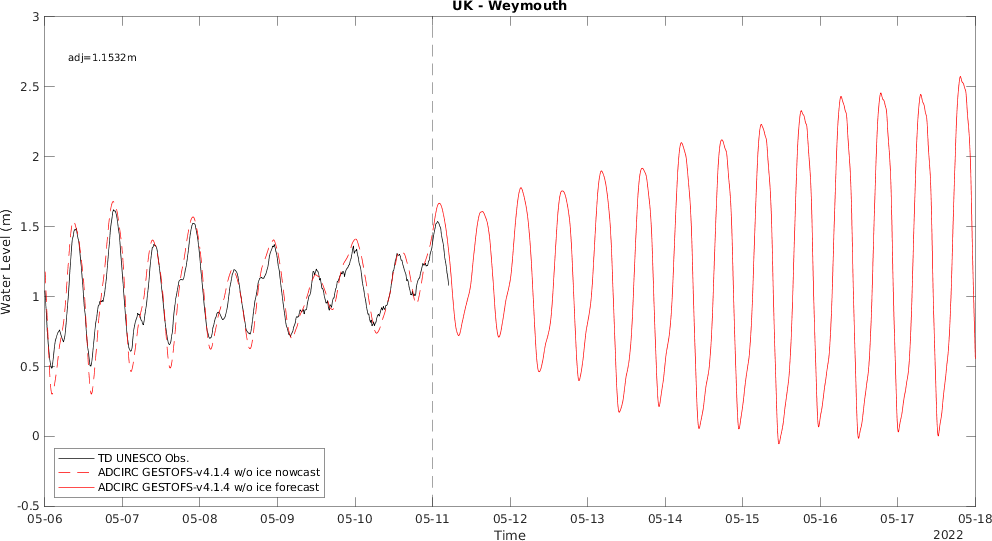 UK - Weymouth
adj=1.1532m
3
2.5
2
1.5
1
0.5
0
-0.5
Water Level (m)
TD UNESCO Obs.
ADCIRC GESTOFS-v4.1.4 w/o ice nowcast
ADCIRC GESTOFS-v4.1.4 w/o ice forecast
05-06 05-07 05-08 05-09 05-10 05-11 05-12 05-13 05-14 05-15 05-16 05-17 05-18
Time
2022